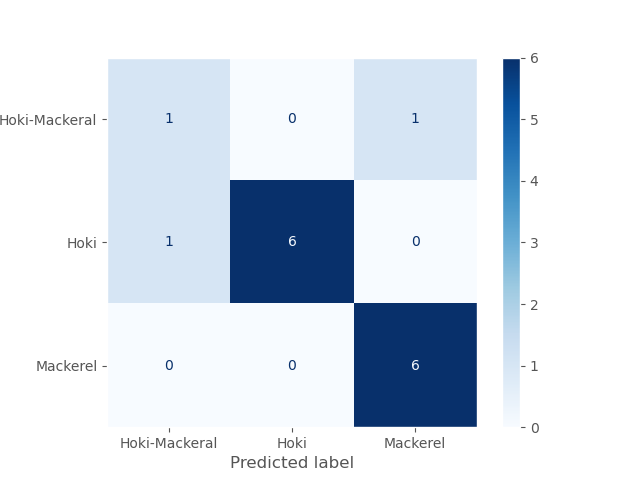 Hoki-Mackeral 1 0 1
Hoki 1 6 0
Mackerel 0 0 6
Hoki-Mackeral Hoki Mackerel
Predicted label
6
5
4
3
2
1
0